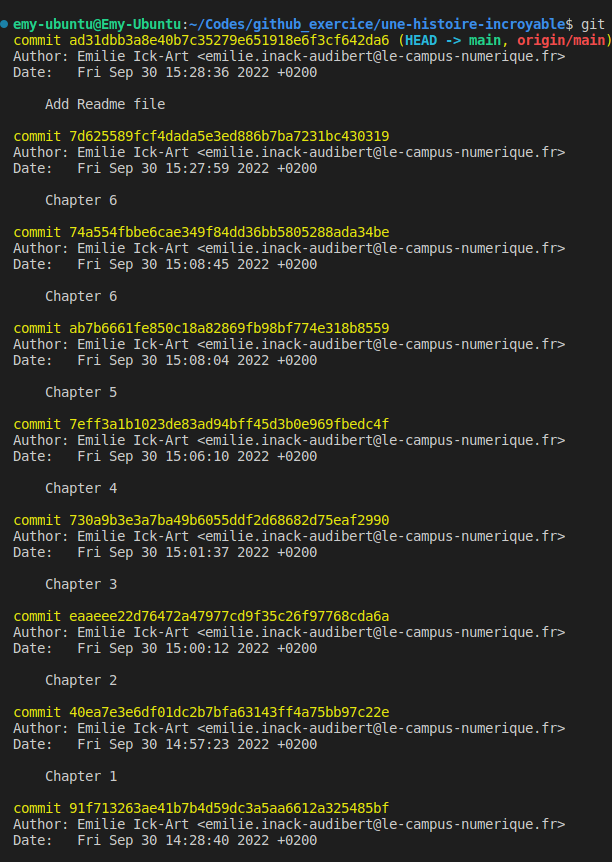 emy-ubuntu@Emy-Ubuntu:~/Codes/github_exercice/une-histoire-incroyable$ git
commit ad31dbb3a8e40b7c35279e651918e6f3cf642da6 (HEAD -> main, origin/main)
Author: Emilie Ick-Art <emilie.inack-audibert@le-campus-numerique.fr>
Date:   Fri Sep 30 15:28:36 2022 +0200
Add Readme file
commit 7d625589fcf4dada5e3ed886b7ba7231bc430319
Author: Emilie Ick-Art <emilie.inack-audibert@le-campus-numerique.fr>
Date:   Fri Sep 30 15:27:59 2022 +0200
Chapter 6
commit 74a554fbbe6cae349f84dd36bb5805288ada34be
Author: Emilie Ick-Art <emilie.inack-audibert@le-campus-numerique.fr>
Date:   Fri Sep 30 15:08:45 2022 +0200
Chapter 6
commit ab7b6661fe850c18a82869fb98bf774e318b8559
Author: Emilie Ick-Art <emilie.inack-audibert@le-campus-numerique.fr>
Date:   Fri Sep 30 15:08:04 2022 +0200
Chapter 5
commit 7eff3a1b1023de83ad94bff45d3b0e969fbedc4f
Author: Emilie Ick-Art <emilie.inack-audibert@le-campus-numerique.fr>
Date:   Fri Sep 30 15:06:10 2022 +0200
Chapter 4
commit 730a9b3e3a7ba49b6055ddf2d68682d75eaf2990
Author: Emilie Ick-Art <emilie.inack-audibert@le-campus-numerique.fr>
Date:   Fri Sep 30 15:01:37 2022 +0200
Chapter 3
commit eaaeee22d76472a47977cd9f35c26f97768cda6a
Author: Emilie Ick-Art <emilie.inack-audibert@le-campus-numerique.fr>
Date:   Fri Sep 30 15:00:12 2022 +0200
Chapter 2
commit 40ea7e3e6df01dc2b7bfa63143ff4a75bb97c22e
Author: Emilie Ick-Art <emilie.inack-audibert@le-campus-numerique.fr>
Date:   Fri Sep 30 14:57:23 2022 +0200
Chapter 1
commit 91f713263ae41b7b4d59dc3a5aa6612a325485bf
Author: Emilie Ick-Art <emilie.inack-audibert@le-campus-numerique.fr>
Date:   Fri Sep 30 14:28:40 2022 +0200